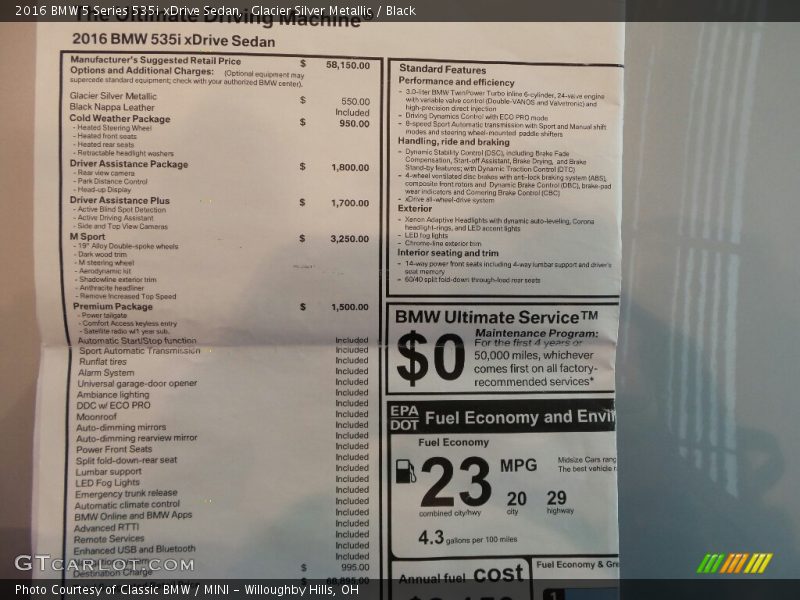 2016 BMW 5 Series 535i xDrive Sedan, Glacier Silver Metallic / Black
The Ultimate Driving Machine®
2016 BMW 535i xDrive Sedan
Manufacturer's Suggested Retail Price $ 58,150.00
Options and Additional Charges: (Optional equipment may
supercede standard equipment; check with your authorized BMW center).
Glacier Silver Metallic $ 550.00
Black Nappa Leather Included
Cold Weather Package $ 950.00
- Heated Steering Wheel
- Heated front seats
- Heated rear seats
- Retractable headlight washers
Driver Assistance Package $ 1,800.00
- Rear view camera
- Park Distance Control
- Head-up Display
Driver Assistance Plus $ 1,700.00
- Active Blind Spot Detection
- Active Driving Assistant
- Side and Top View Cameras
M Sport $ 3,250.00
- 19" Alloy Double-spoke wheels
- Dark wood trim
- M steering wheel
- Aerodynamic kit
- Shadowline exterior trim
- Anthracite headliner
- Remove Increased Top Speed
Premium Package $ 1,500.00
- Power tailgate
- Comfort Access keyless entry
- Satellite radio w/1 year sub.
Automatic Start/Stop function Included
Sport Automatic Transmission Included
Runflat tires Included
Alarm System Included
Universal garage-door opener Included
Ambiance lighting Included
DDC w/ ECO PRO Included
Moonroof Included
Auto-dimming mirrors Included
Auto-dimming rearview mirror Included
Power Front Seats Included
Split fold-down-rear seat Included
Lumbar support Included
LED Fog Lights Included
Emergency trunk release Included
Automatic climate control Included
BMW Online and BMW Apps Included
Advanced RTTI Included
Remote Services Included
Enhanced USB and Bluetooth Included
Included
Destination Charge $ 995.00
68,895.00
Standard Features
Performance and efficiency
- 3.0-liter BMW TwinPower Turbo inline 6-cylinder, 24-valve engine
with variable valve control (Double-VANOS and Valvetronic) and
high-precision direct injection
- Driving Dynamics Control with ECO PRO mode
- 8-speed Sport Automatic transmission with Sport and Manual shift
modes and steering wheel-mounted paddle shifters
Handling, ride and braking
- Dynamic Stability Control (DSC), including Brake Fade
Compensation, Start-off Assistant, Brake Drying, and Brake
Stand-by features; with Dynamic Traction Control (DTC)
- 4-wheel ventilated disc brakes with anti-lock braking system (ABS),
composite front rotors and Dynamic Brake Control (DBC), brake-pad
wear indicators and Cornering Brake Control (CBC)
- xDrive all-wheel-drive system
Exterior
- Xenon Adaptive Headlights with dynamic auto-leveling, Corona
headlight-rings, and LED accent lights
- LED fog lights
- Chrome-line exterior trim
Interior seating and trim
- 14-way power front seats including 4-way lumbar support and driver's
seat memory
- 60/40 split fold-down through-load rear seats
BMW Ultimate Service™
$0
Maintenance Program:
For the first 4 years or
50,000 miles, whichever
comes first on all factory-
recommended services*
EPA
DOT
Fuel Economy and Envi
Fuel Economy
23 MPG
combined city/hwy
20
city
29
highway
Midsize Cars rang
The best vehicle r
4.3 gallons per 100 miles
Annual fuel cost
Fuel Economy & Gre
1
GTCARLOT.COM
Photo Courtesy of Classic BMW / MINI - Willoughby Hills, OH